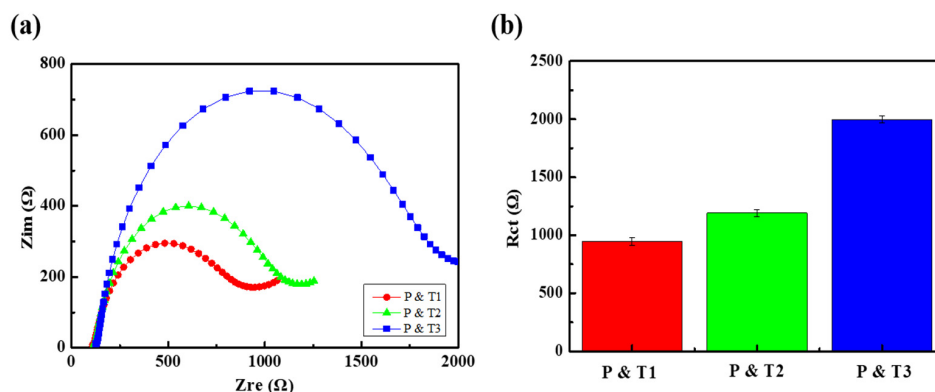 (a)
(b)
800
600
400
200
0
Zim (Ω)
0 500 1000 1500 2000
Zre (Ω)
P & T1
P & T2
P & T3
2500
2000
1500
1000
500
0
Rct (Ω)
P & T1 P & T2 P & T3